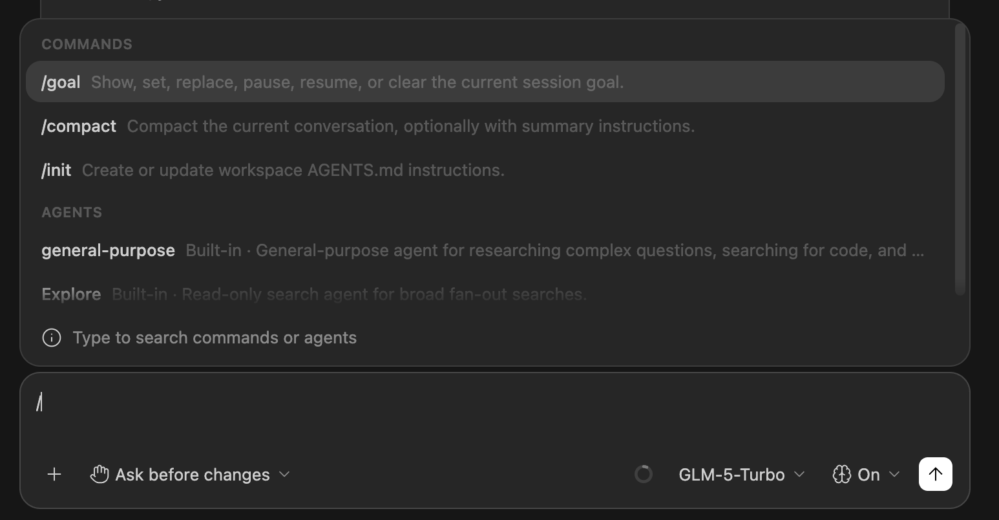 COMMANDS
/goal Show, set, replace, pause, resume, or clear the current session goal.
/compact Compact the current conversation, optionally with summary instructions.
/init Create or update workspace AGENTS.md instructions.
AGENTS
general-purpose Built-in · General-purpose agent for researching complex questions, searching for code, and ...
Explore Built-in · Read-only search agent for broad fan-out searches.
Type to search commands or agents
/
Ask before changes GLM-5-Turbo On